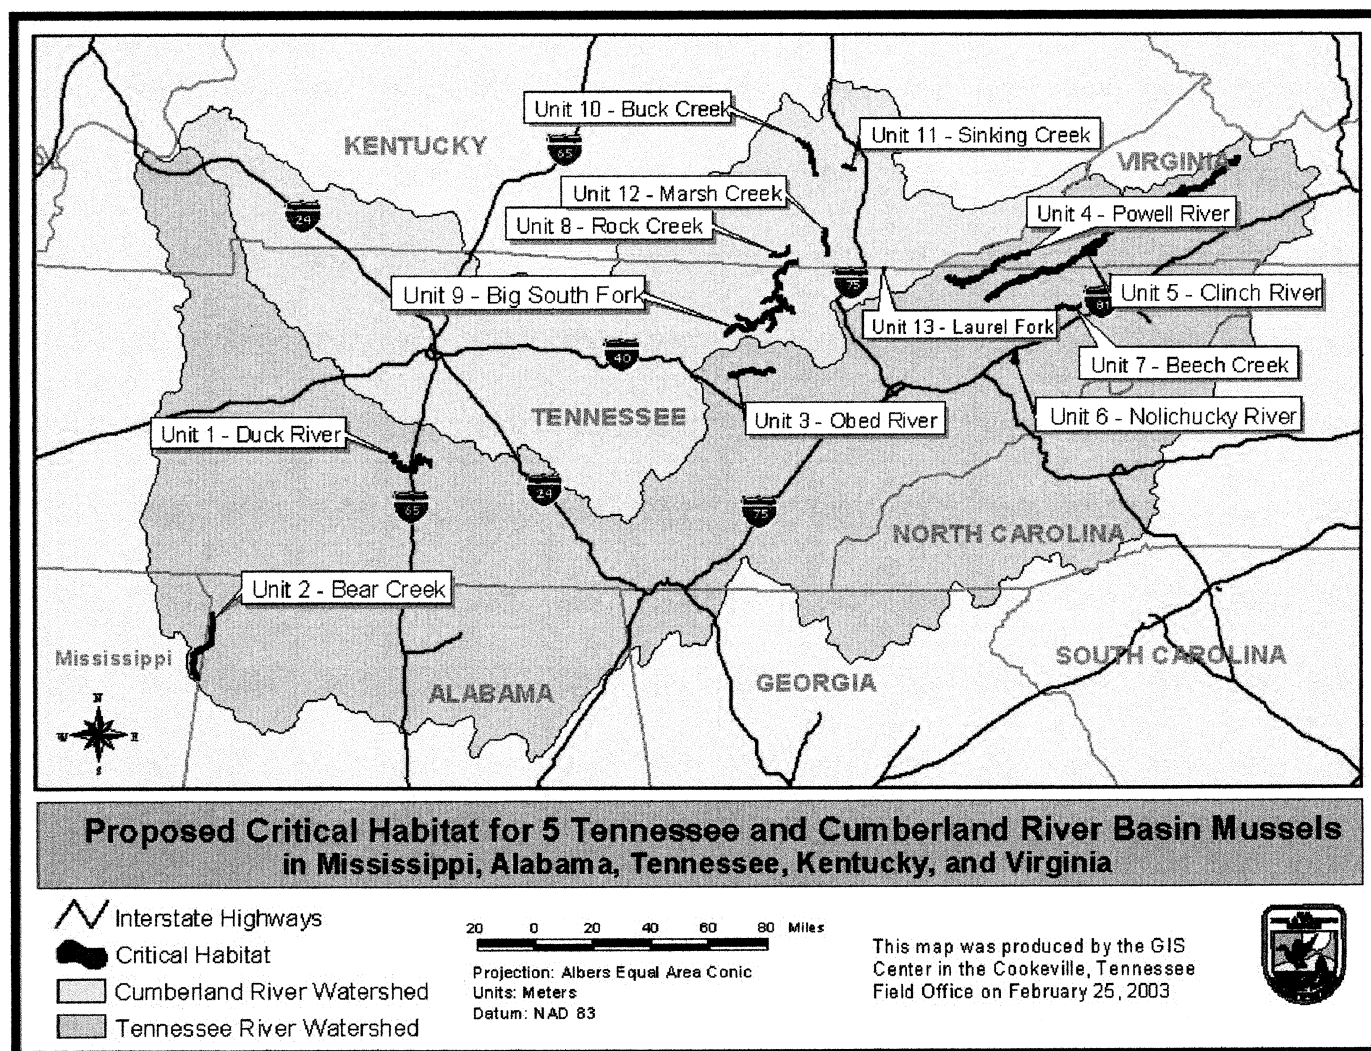 Unit 10 - Buck Creek
Unit 11 - Sinking Creek
KENTUCKY
65
VIRGINIA
Unit 12 - Marsh Creek
24
Unit 8 - Rock Creek
Unit 4 - Powell River
Unit 9 - Big South Fork
75
Unit 5 - Clinch River
81
Unit 13 - Laurel Fork
40
Unit 7 - Beech Creek
TENNESSEE
Unit 3 - Obed River
Unit 6 - Nolichucky River
Unit 1 - Duck River
65
24
75
NORTH CAROLINA
Unit 2 - Bear Creek
Mississippi
SOUTH CAROLINA
ALABAMA
GEORGIA
N
W
E
S
Proposed Critical Habitat for 5 Tennessee and Cumberland River Basin Mussels
in Mississippi, Alabama, Tennessee, Kentucky, and Virginia
Interstate Highways
Critical Habitat
Cumberland River Watershed
Tennessee River Watershed
20 0 20 40 60 80 Miles
Projection: Albers Equal Area Conic
Units: Meters
Datum: NAD 83
This map was produced by the GIS
Center in the Cookeville, Tennessee
Field Office on February 25, 2003